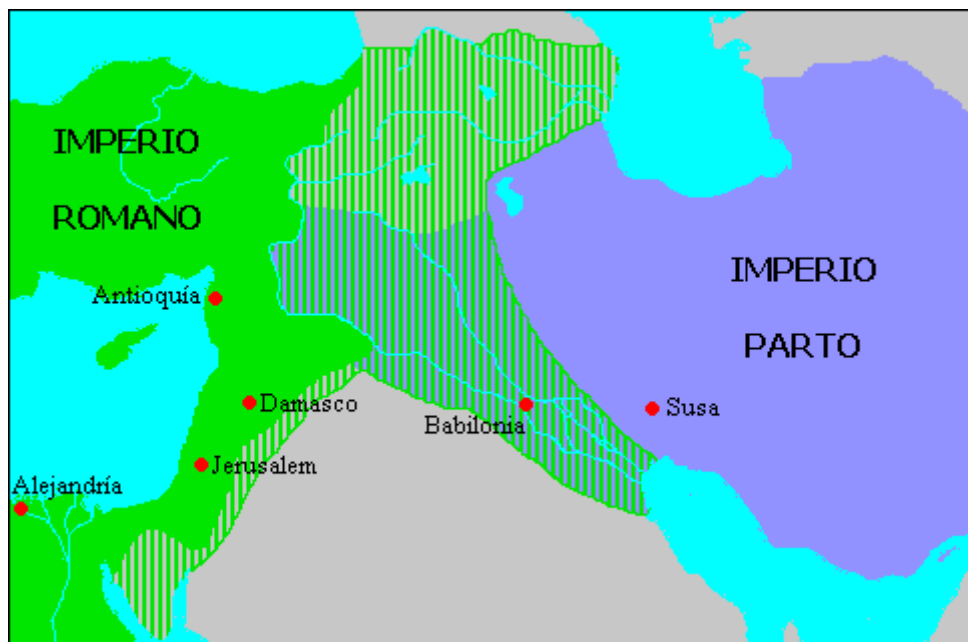 IMPERIO
ROMANO
IMPERIO
PARTO
Antioquía
Damasco
Babilonia
Susa
Jerusalem
Alejandría